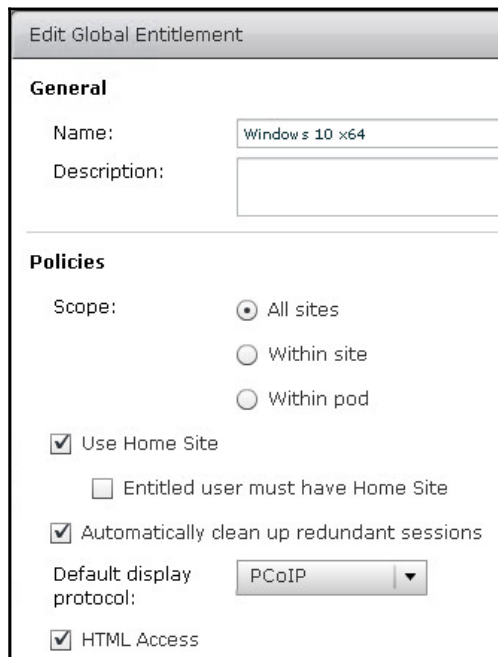 Edit Global Entitlement
General
Name: Windows 10 x64
Description:
Policies
Scope: All sites
Within site
Within pod
Use Home Site
Entitled user must have Home Site
Automatically clean up redundant sessions
Default display PCoIP
protocol:
HTML Access